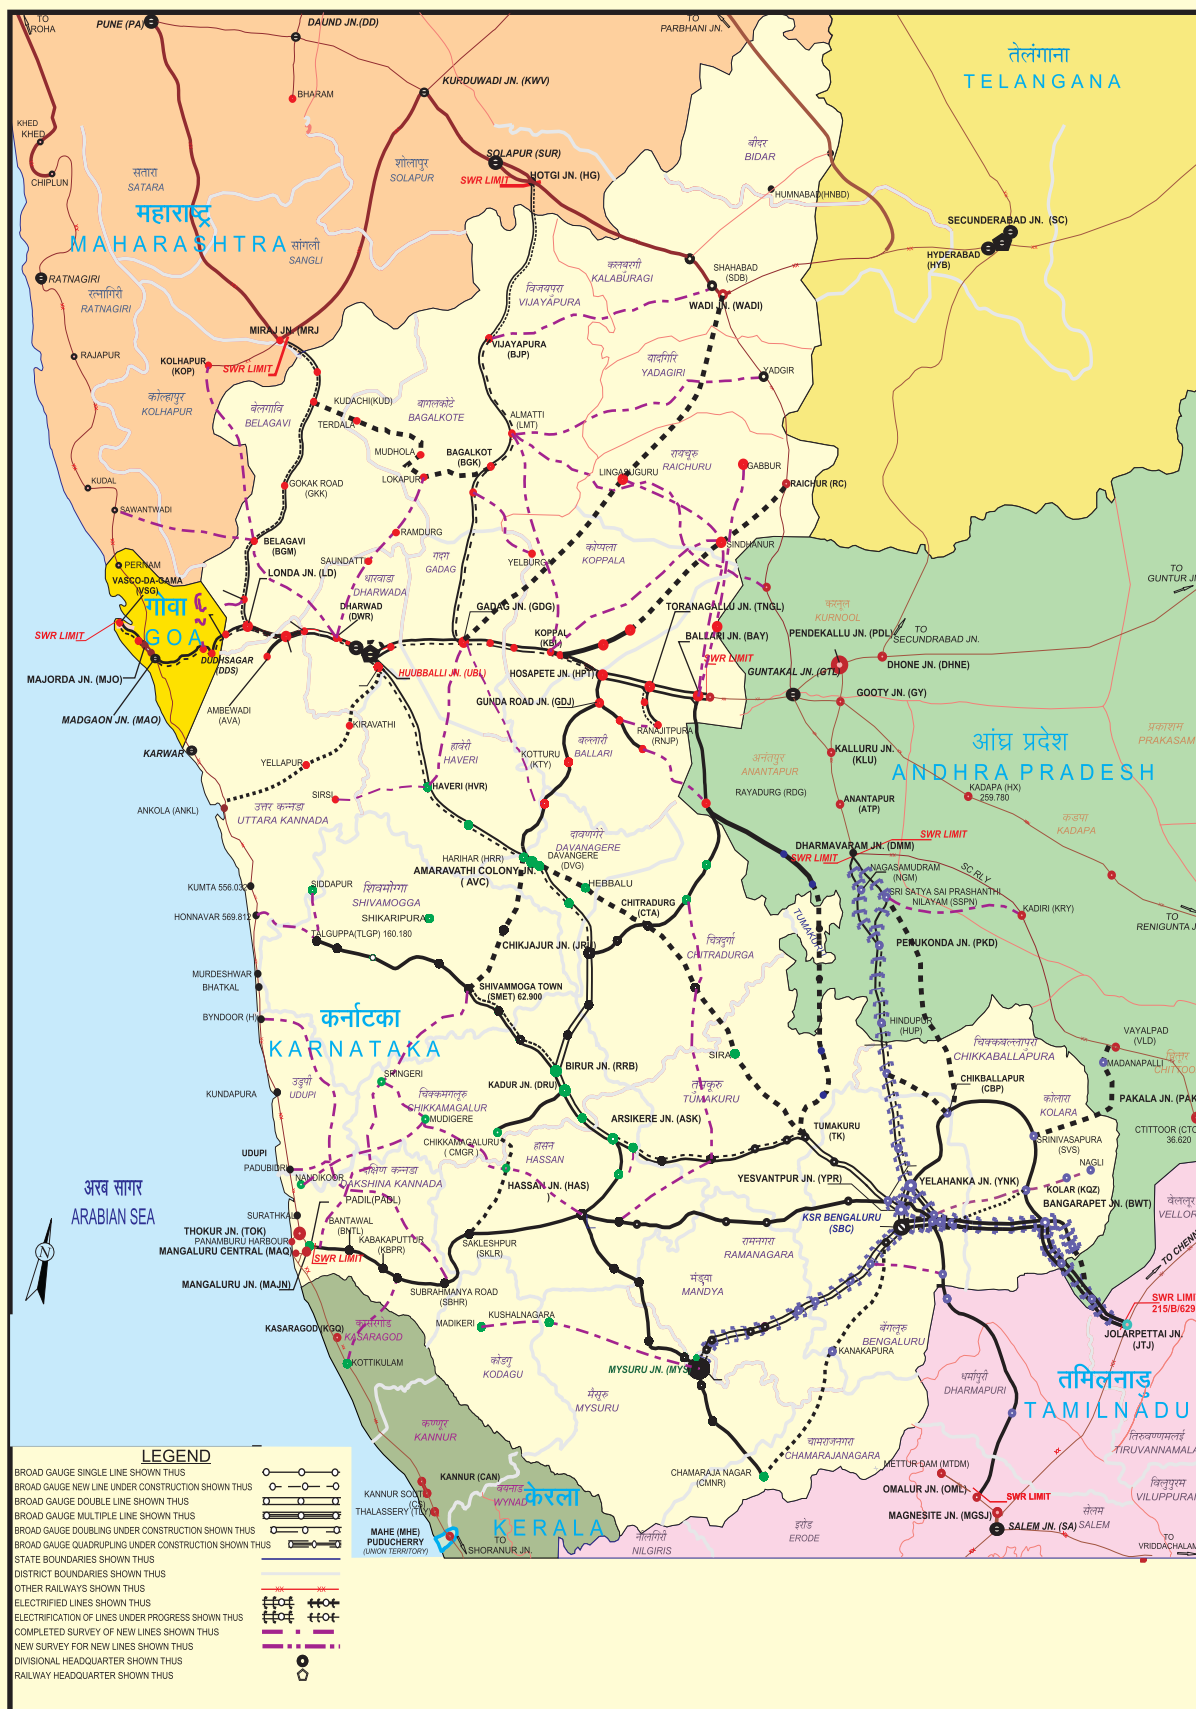 TO
ROHA
PUNE (PA)
DAUND JN.(DD)
TO
PARBHANI JN.
तेलंगाना
TELANGANA
KURDUWADI JN. (KWV)
BHARAM
KHED
KHED
CHIPLUN
सतारा
SATARA
शोलापुर
SOLAPUR
SOLAPUR (SUR)
SWR LIMIT
HOTGI JN. (HG)
बीदर
BIDAR
HUMNABAD(HNBD)
महाराष्ट्र
MAHARASHTRA
सांगली
SANGLI
SECUNDERABAD JN. (SC)
HYDERABAD
(HYB)
RATNAGIRI
रत्नागिरी
RATNAGIRI
विजयपुरा
VIJAYAPURA
कलबुरगी
KALABURAGI
SHAHABAD
(SDB)
WADI JN. (WADI)
MIRAJ JN. (MRJ
RAJAPUR
KOLHAPUR
(KOP)
SWR LIMIT
VIJAYAPURA
(BJP)
यादगिरि
YADAGIRI
YADGIR
कोल्हापुर
KOLHAPUR
बेलगावि
BELAGAVI
KUDACHI(KUD)
TERDALA
बागलकोटे
BAGALKOTE
ALMATTI
(LMT)
MUDHOLA
BAGALKOT
(BGK)
LOKAPUR
रायचूरु
RAICHURU
LINGASUGURU
GABBUR
RAICHUR (RC)
KUDAL
SAWANTWADI
GOKAK ROAD
(GKK)
BELAGAVI
(BGM)
RAMDURG
गदग
GADAG
कोप्पला
KOPPALA
YELBURGI
SINDHANUR
SAUNDATTI
धारवाडा
DHARWADA
PERNAM
VASCO-DA-GAMA
(VSG)
गोवा
GOA
LONDA JN. (LD)
DHARWAD
(DWR)
GADAG JN. (GDG)
KOPPAL
(KBL)
TORANAGALLU JN. (TNGL)
BALLARI JN. (BAY)
SWR LIMIT
SWR LIMIT
MAJORDA JN. (MJO)
DUDHSAGAR
(DDS)
HUUBBALLI JN. (UBL)
HOSAPETE JN. (HPT)
करनूल
KURNOOL
TO
SECUNDRABAD JN.
TO
GUNTUR JN
PENDEKALLU JN. (PDL)
DHONE JN. (DHNE)
GUNTAKAL JN. (GTL)
GOOTY JN. (GY)
MADGAON JN. (MAO)
AMBEWADI
(AVA)
GUNDA ROAD JN. (GDJ)
KIRAVATHI
KARWAR
YELLAPUR
हावेरी
HAVERI
KOTTURU
(KTY)
बल्लारी
BALLARI
RANAJITPURA
(RNJP)
आंध्र प्रदेश
ANDHRA PRADESH
प्रकाशम
PRAKASAM
अनंतपुर
ANANTAPUR
KALLURU JN.
(KLU)
RAYADURG (RDG)
ANANTAPUR
(ATP)
KADAPA (HX)
259.780
कडपा
KADAPA
SIRSI
HAVERI (HVR)
ANKOLA (ANKL)
उत्तर कन्नडा
UTTARA KANNADA
दावणगेरे
DAVANAGERE
HARIHAR (HRR)
DAVANGERE
(DVG)
AMARAVATHI COLONY JN.
( AVC)
HEBBALU
DHARMAVARAM JN. (DMM)
SWR LIMIT
SWR LIMIT
NAGASAMUDRAM
(NGM)
SC RLY
SRI SATYA SAI PRASHANTHI
NILAYAM (SSPN)
KADIRI (KRY)
TO
RENIGUNTA J
KUMTA 556.032
SIDDAPUR
शिवमोग्गा
SHIVAMOGGA
HONNAVAR 569.812
SHIKARIPURA
CHITRADURG
(CTA)
TUMAKURU
TALGUPPA(TLGP) 160.180
CHIKJAJUR JN. (JRU)
चित्रदुर्गा
CHITRADURGA
PENUKONDA JN. (PKD)
MURDESHWAR
BHATKAL
SHIVAMMOGA TOWN
(SMET) 62.900
BYNDOOR (H)
कर्नाटका
KARNATAKA
HINDUPUR
(HUP)
चिक्कबल्लापुरा
CHIKKABALLAPURA
VAYALPAD
(VLD)
MADANAPALLI
CHITTOOR
SIRA
BIRUR JN. (RRB)
KADUR JN. (DRU)
KUNDAPURA
उडुपी
UDUPI
SRINGERI
चिक्कमगलूरु
CHIKKAMAGALUR
MUDIGERE
TUMAKURU
CHIKBALLAPUR
(CBP)
कोलारा
KOLARA
PAKALA JN. (PAK
ARSIKERE JN. (ASK)
TUMAKURU
(TK)
CTITTOOR (CTO
36.620
CHIKKAMAGALURU
( CMGR )
हासन
HASSAN
SRINIVASAPURA
(SVS)
UDUPI
PADUBIDRI
NANDIKOOR
दक्षिण कन्नडा
DAKSHINA KANNADA
HASSAN JN. (HAS)
YESVANTPUR JN. (YPR)
YELAHANKA JN. (YNK)
NAGLI
KOLAR (KQZ)
BANGARAPET JN. (BWT)
वेल्लूर
VELLOR
अरब सागर
ARABIAN SEA
SURATHKAL
PADIL(PADL)
BANTAWAL
(BNTL)
KABAKAPUTTUR
(KBPR)
SAKLESHPUR
(SKLR)
KSR BENGALURU
(SBC)
रामनगरा
RAMANAGARA
THOKUR JN. (TOK)
PANAMBURU HARBOUR
MANGALURU CENTRAL (MAQ)
SWR LIMIT
MANGALURU JN. (MAJN)
N
TO CHENN
मंड्या
MANDYA
SUBRAHMANYA ROAD
(SBHR)
KUSHALNAGARA
MADIKERI
SWR LIMI
215/B/629
JOLARPETTAI JN.
(JTJ)
KASARAGOD (KGQ)
कासरगोड
KASARAGOD
KOTTIKULAM
कोडगु
KODAGU
MYSURU JN. (MYS
बेंगलूरु
BENGALURU
KANAKAPURA
मैसूरु
MYSURU
धर्मापुरी
DHARMAPURI
तमिलनाडु
TAMILNADU
कण्णूर
KANNUR
चामराजनगरा
CHAMARAJANAGARA
तिरुवण्णमलई
TIRUVANNAMALA
CHAMARAJA NAGAR
(CMNR)
METTUR DAM (MTDM)
OMALUR JN. (OML)
SWR LIMIT
विलुपुरम
VILUPPURAM
KANNUR (CAN)
KANNUR SOUTH
(CS)
THALASSERY (TLY)
वयनाड
WYNAD
केरला
KERALA
MAGNESITE JN. (MGSJ)
SALEM JN. (SA)
सेलम
SALEM
MAHE (MHE)
PUDUCHERRY
(UNION TERRITORY)
TO
SHORANUR JN.
नीलगिरी
NILGIRIS
इरोड
ERODE
TO
VRIDDACHALAM
LEGEND
BROAD GAUGE SINGLE LINE SHOWN THUS
BROAD GAUGE NEW LINE UNDER CONSTRUCTION SHOWN THUS
BROAD GAUGE DOUBLE LINE SHOWN THUS
BROAD GAUGE MULTIPLE LINE SHOWN THUS
BROAD GAUGE DOUBLING UNDER CONSTRUCTION SHOWN THUS
BROAD GAUGE QUADRUPLING UNDER CONSTRUCTION SHOWN THUS
STATE BOUNDARIES SHOWN THUS
DISTRICT BOUNDARIES SHOWN THUS
OTHER RAILWAYS SHOWN THUS
ELECTRIFIED LINES SHOWN THUS
ELECTRIFICATION OF LINES UNDER PROGRESS SHOWN THUS
COMPLETED SURVEY OF NEW LINES SHOWN THUS
NEW SURVEY FOR NEW LINES SHOWN THUS
DIVISIONAL HEADQUARTER SHOWN THUS
RAILWAY HEADQUARTER SHOWN THUS